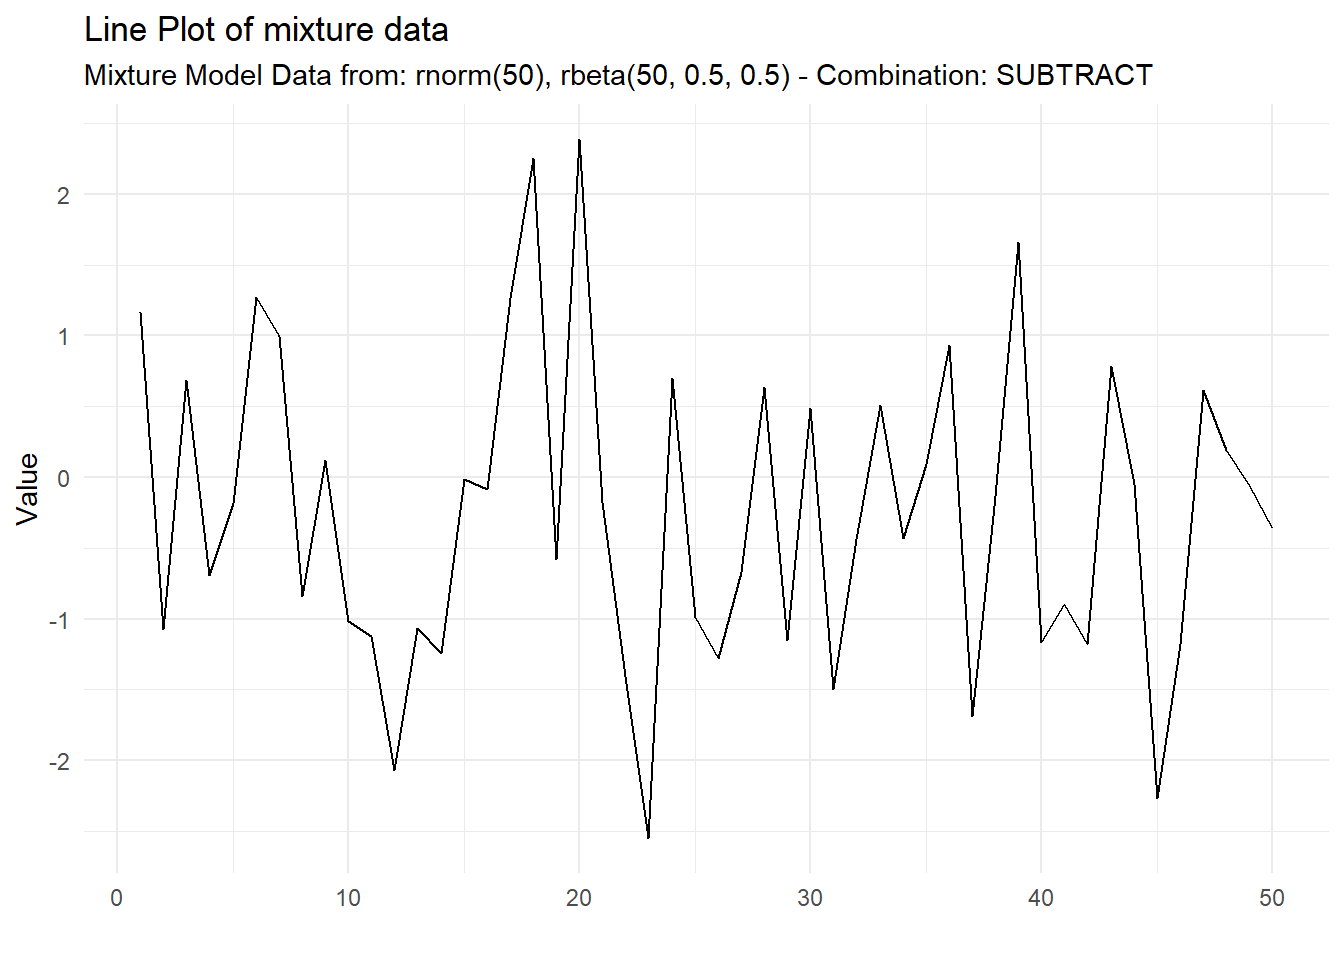 Line Plot of mixture data
Mixture Model Data from: rnorm(50), rbeta(50, 0.5, 0.5) - Combination: SUBTRACT
Value
2
1
0
-1
-2
0 10 20 30 40 50